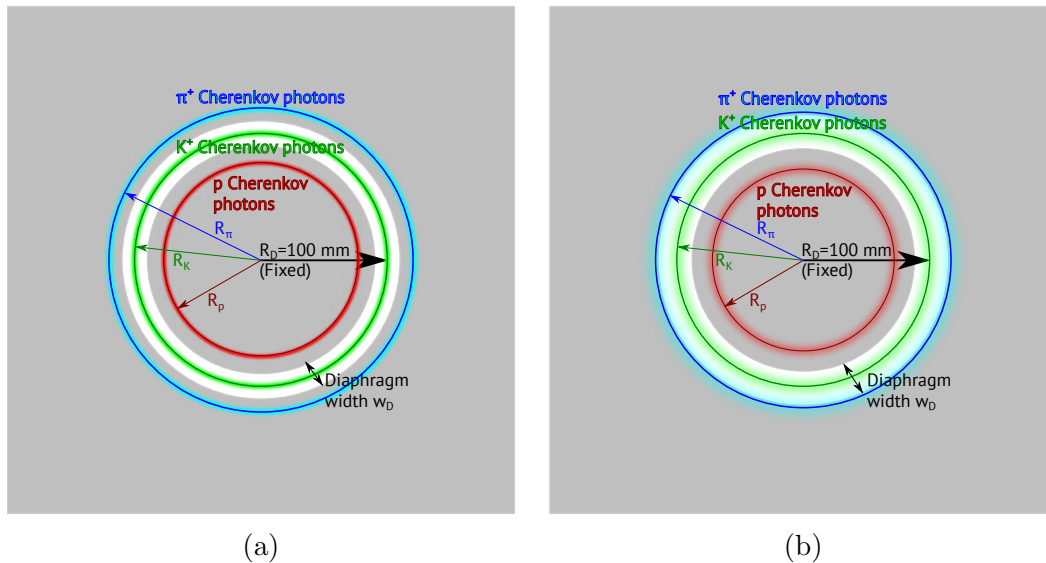 π⁺ Cherenkov photons
K⁺ Cherenkov photons
p Cherenkov
photons
R_π
R_D=100 mm
(Fixed)
R_K
R_p
Diaphragm
width w_D
(a)
π⁺ Cherenkov photons
K⁺ Cherenkov photons
p Cherenkov
photons
R_π
R_D=100 mm
(Fixed)
R_K
R_p
Diaphragm
width w_D
(b)